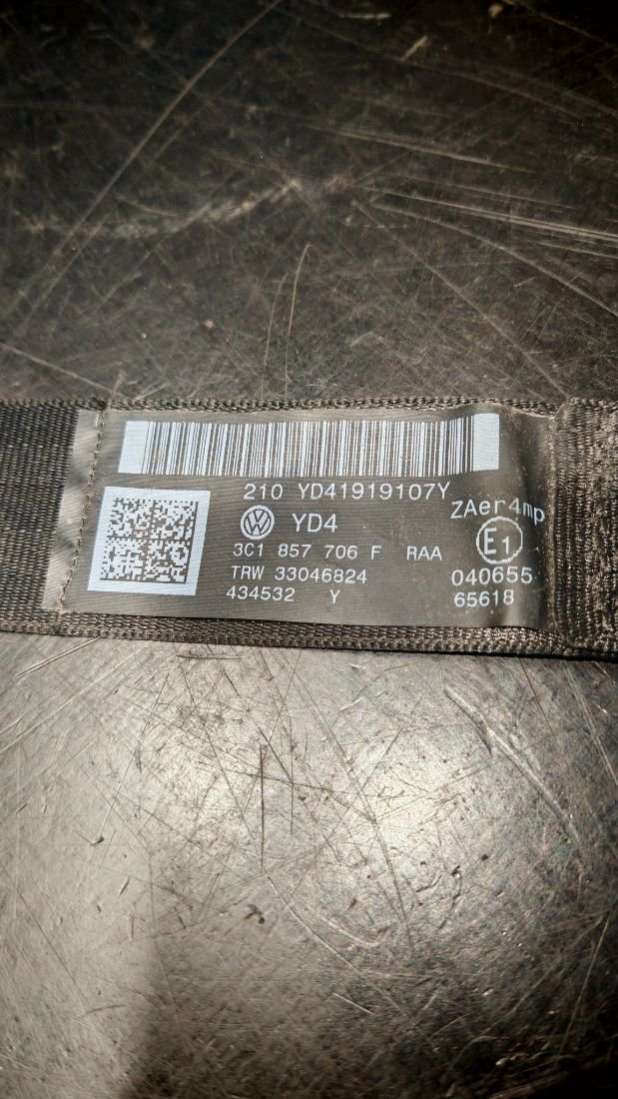 210 YD41919107Y
ZAer4mp
YD4
E1
3C1 857 706 F RAA
TRW 33046824
040655
434532 Y
65618